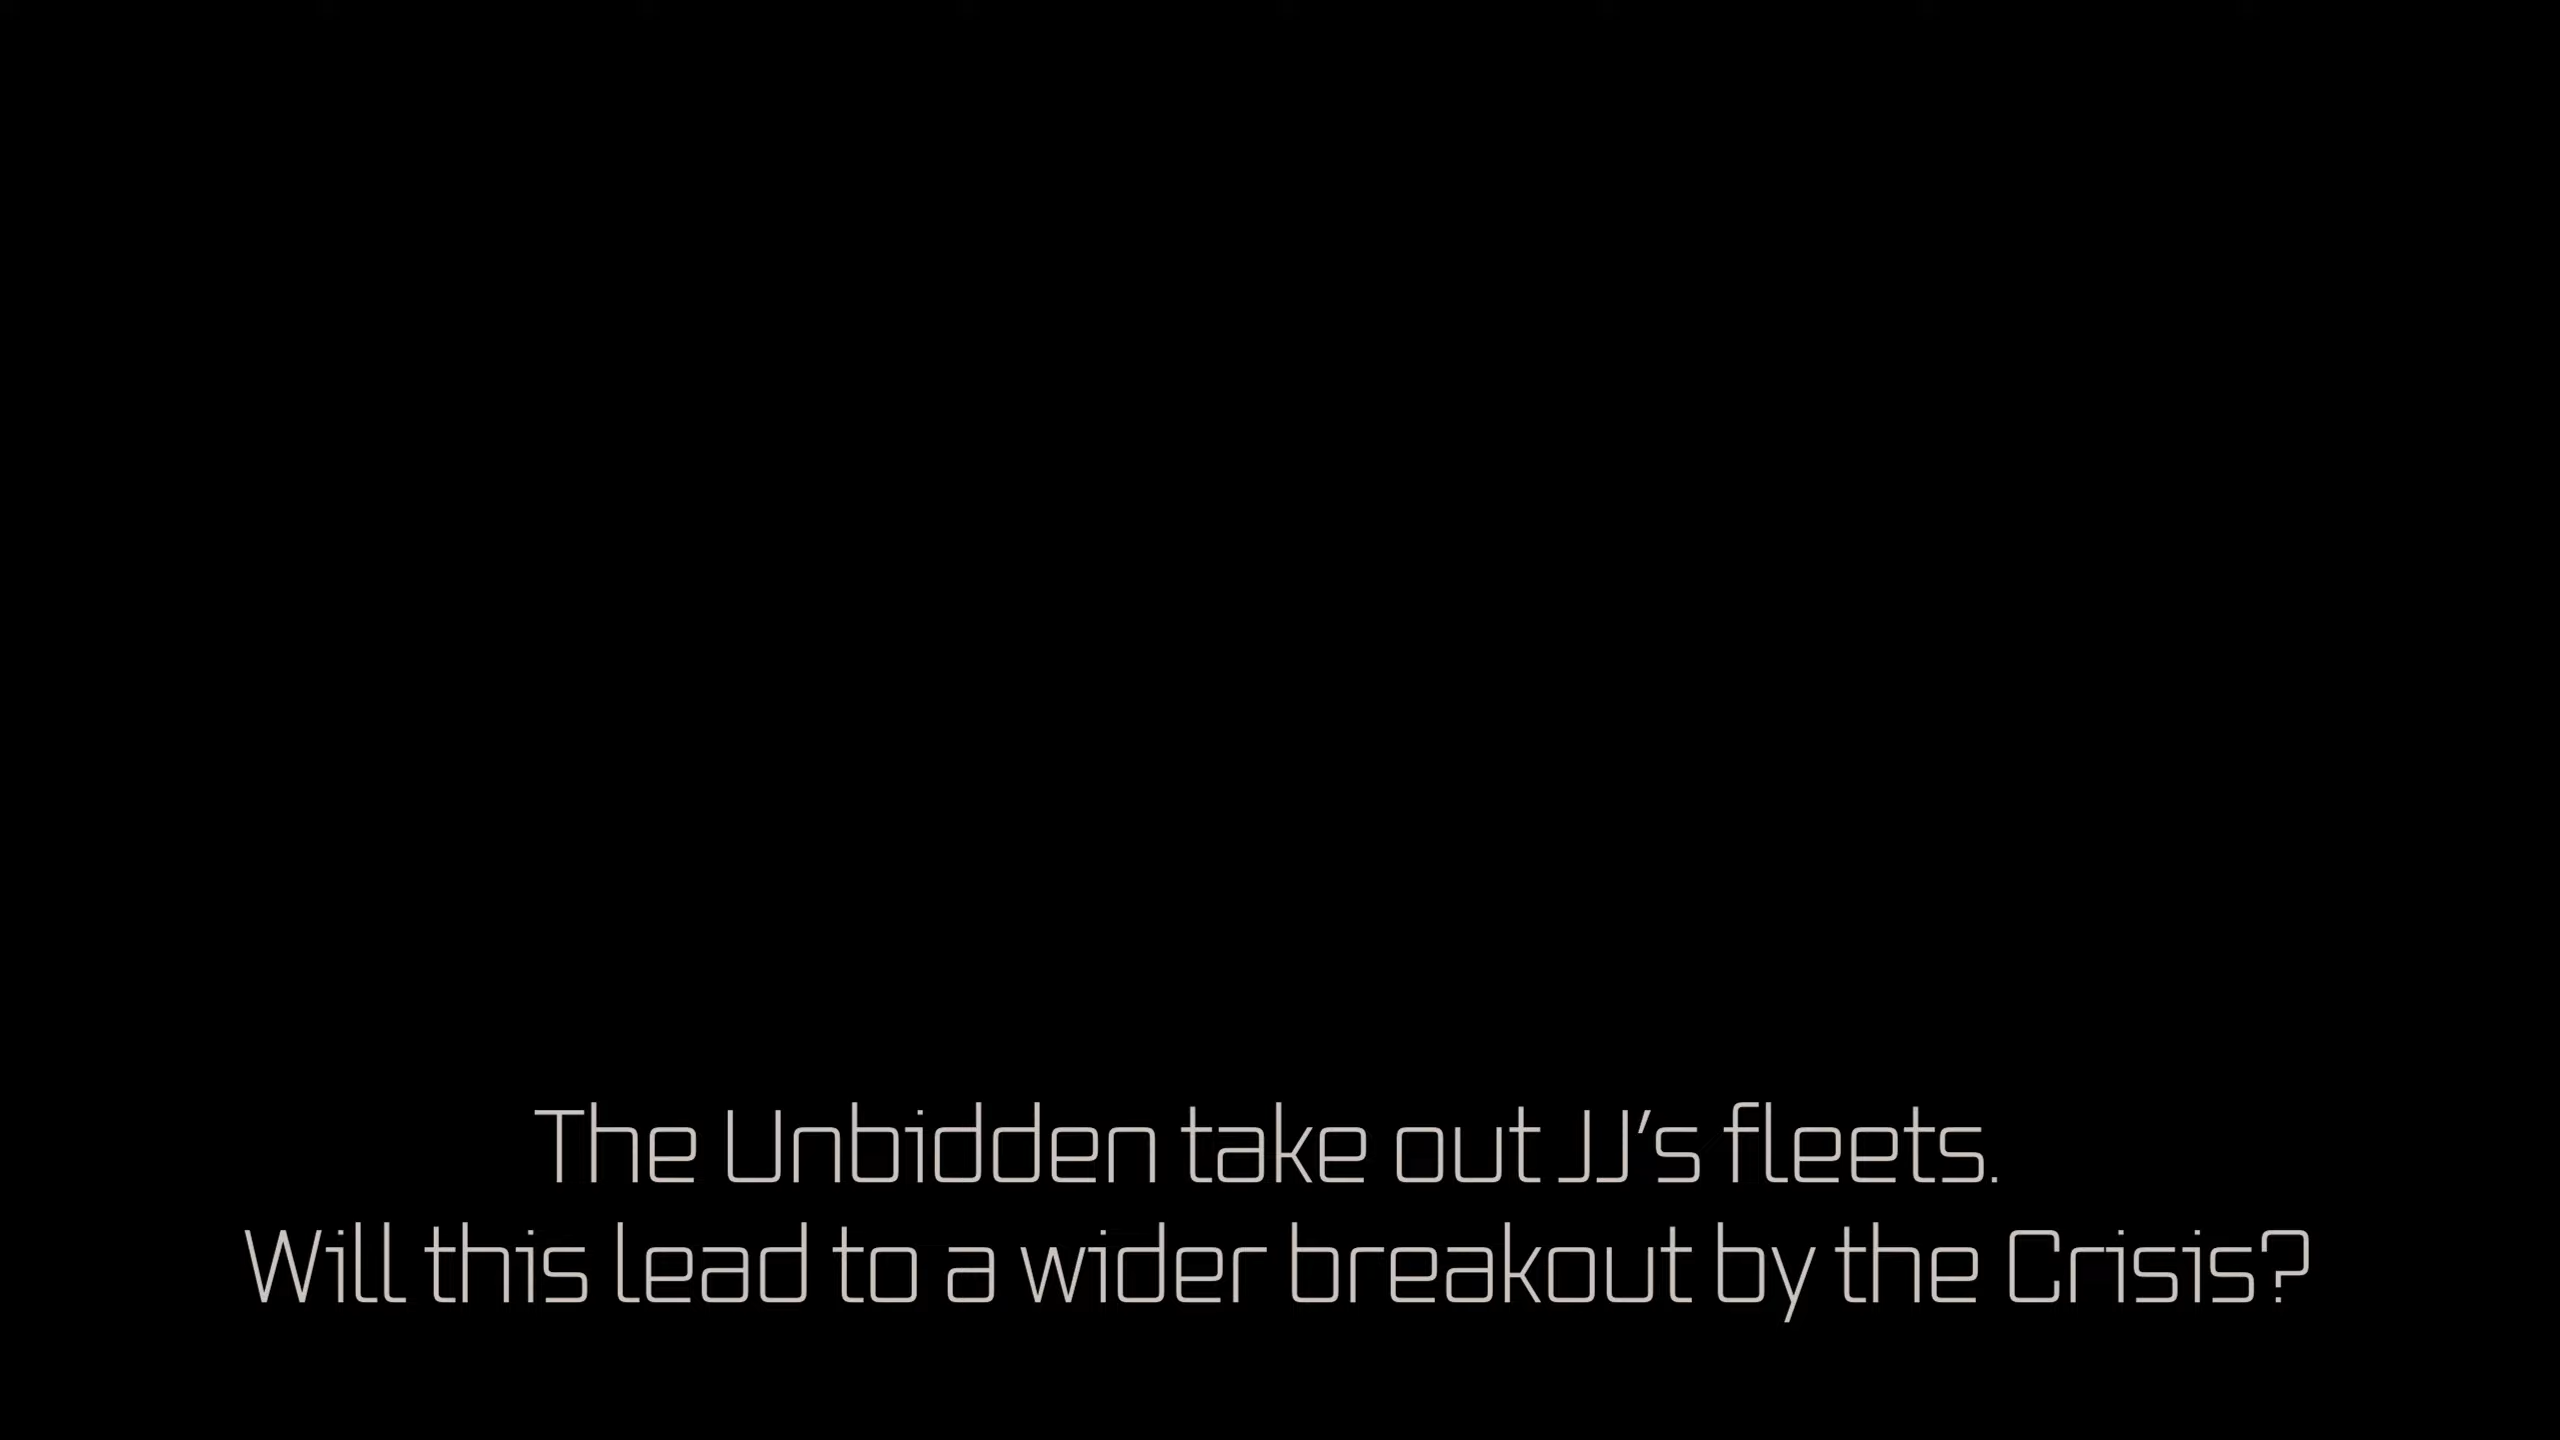 The Unbidden take out JJ's fleets.
Will this lead to a wider breakout by the Crisis?